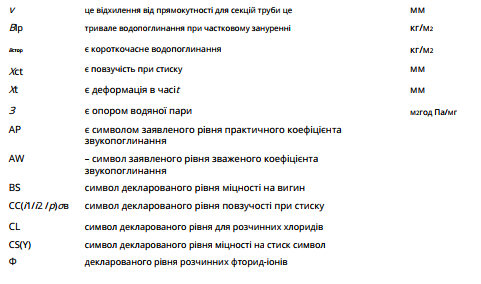 v це відхилення від прямокутності для секцій труби це мм
Вlp тривале водопоглинання при частковому зануренні кг/м2
є короткочасне водопоглинання кг/м2
Xct є повзучість при стиску мм
Xt є деформація в часіt мм
З є опором водяної пари м2год Па/мг
AP є символом заявленого рівня практичного коефіцієнта
звукопоглинання
AW – символ заявленого рівня зваженого коефіцієнта
звукопоглинання
BS символ декларованого рівня міцності на вигин
CC(i1/i2 /р)σв символ декларованого рівня повзучості при стиску
CL символ декларованого рівня для розчинних хлоридів
CS(Y) символ декларованого рівня міцності на стиск символ
Ф декларованого рівня розчинних фторид-іонів